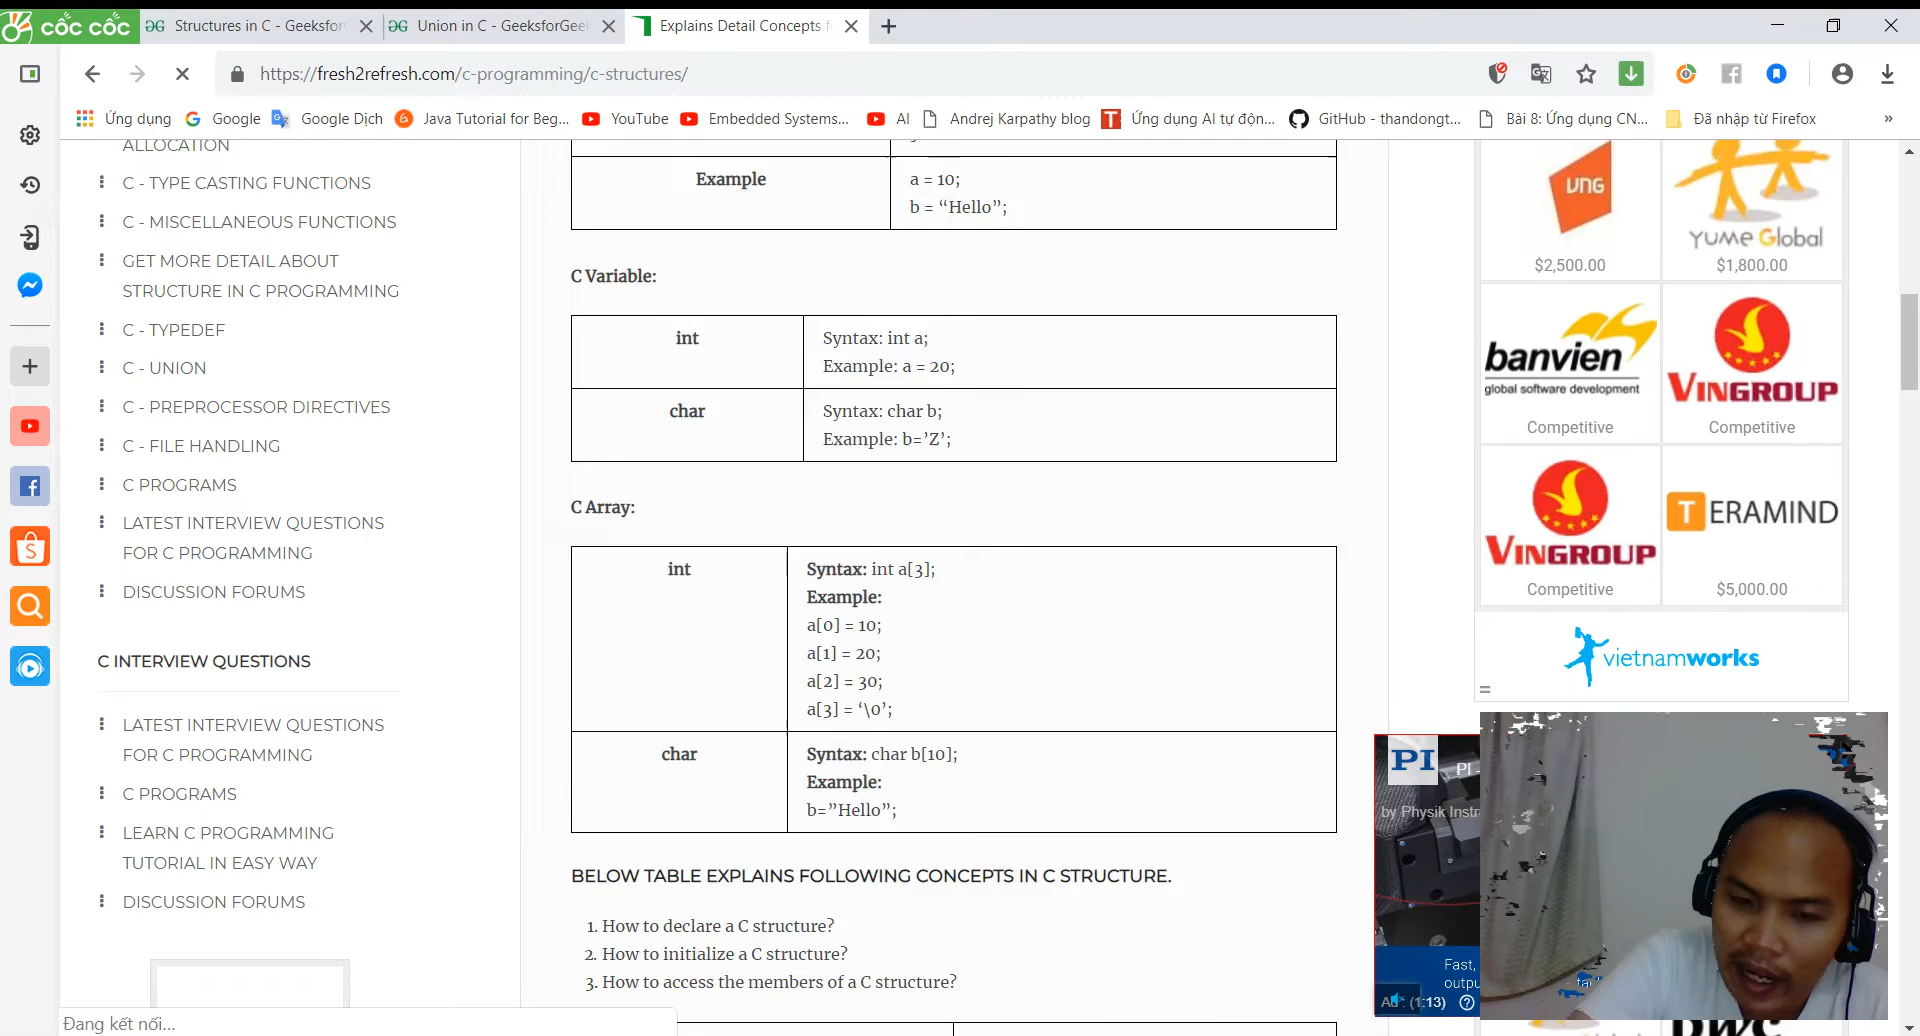 cốc cốc
Structures in C - Geeksfor
Union in C - GeeksforGee
Explains Detail Concepts f
https://fresh2refresh.com/c-programming/c-structures/
Ứng dụng
Google
Google Dịch
Java Tutorial for Beg...
YouTube
Embedded Systems...
AI
Andrej Karpathy blog
Ứng dụng AI tự độn...
GitHub - thandongt...
Bài 8: Ứng dụng CN...
Đã nhập từ Firefox
»
ALLOCATION
C - TYPE CASTING FUNCTIONS
C - MISCELLANEOUS FUNCTIONS
GET MORE DETAIL ABOUT
STRUCTURE IN C PROGRAMMING
C - TYPEDEF
C - UNION
C - PREPROCESSOR DIRECTIVES
C - FILE HANDLING
C PROGRAMS
LATEST INTERVIEW QUESTIONS
FOR C PROGRAMMING
DISCUSSION FORUMS
C INTERVIEW QUESTIONS
LATEST INTERVIEW QUESTIONS
FOR C PROGRAMMING
C PROGRAMS
LEARN C PROGRAMMING
TUTORIAL IN EASY WAY
DISCUSSION FORUMS
Đang kết nối...
Example
a = 10;
b = “Hello”;
C Variable:
int
Syntax: int a;
Example: a = 20;
char
Syntax: char b;
Example: b=’Z’;
C Array:
int
Syntax: int a[3];
Example:
a[0] = 10;
a[1] = 20;
a[2] = 30;
a[3] = ‘\0’;
char
Syntax: char b[10];
Example:
b=”Hello”;
BELOW TABLE EXPLAINS FOLLOWING CONCEPTS IN C STRUCTURE.
1. How to declare a C structure?
2. How to initialize a C structure?
3. How to access the members of a C structure?
VNG
$2,500.00
YUME Global
$1,800.00
banvien
global software development
Competitive
VINGROUP
Competitive
VINGROUP
Competitive
TERAMIND
$5,000.00
vietnamworks
PI
PI -
by Physik Instr
Fast,
outpu
Ad : (1:13)